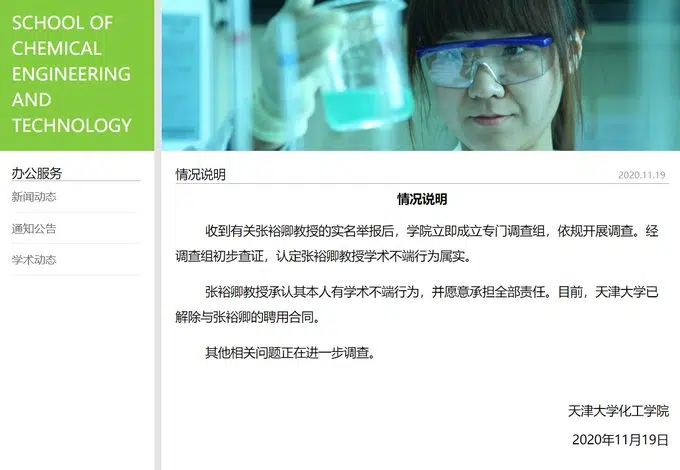 SCHOOL OF
CHEMICAL
ENGINEERING
AND
TECHNOLOGY
办公服务
新闻动态
通知公告
学术动态
情况说明 2020.11.19
情况说明
收到有关张裕卿教授的实名举报后，学院立即成立专门调查组，依规开展调查。经
调查组初步查证，认定张裕卿教授学术不端行为属实。
张裕卿教授承认其本人有学术不端行为，并愿意承担全部责任。目前，天津大学已
解除与张裕卿的聘用合同。
其他相关问题正在进一步调查。
天津大学化工学院
2020年11月19日